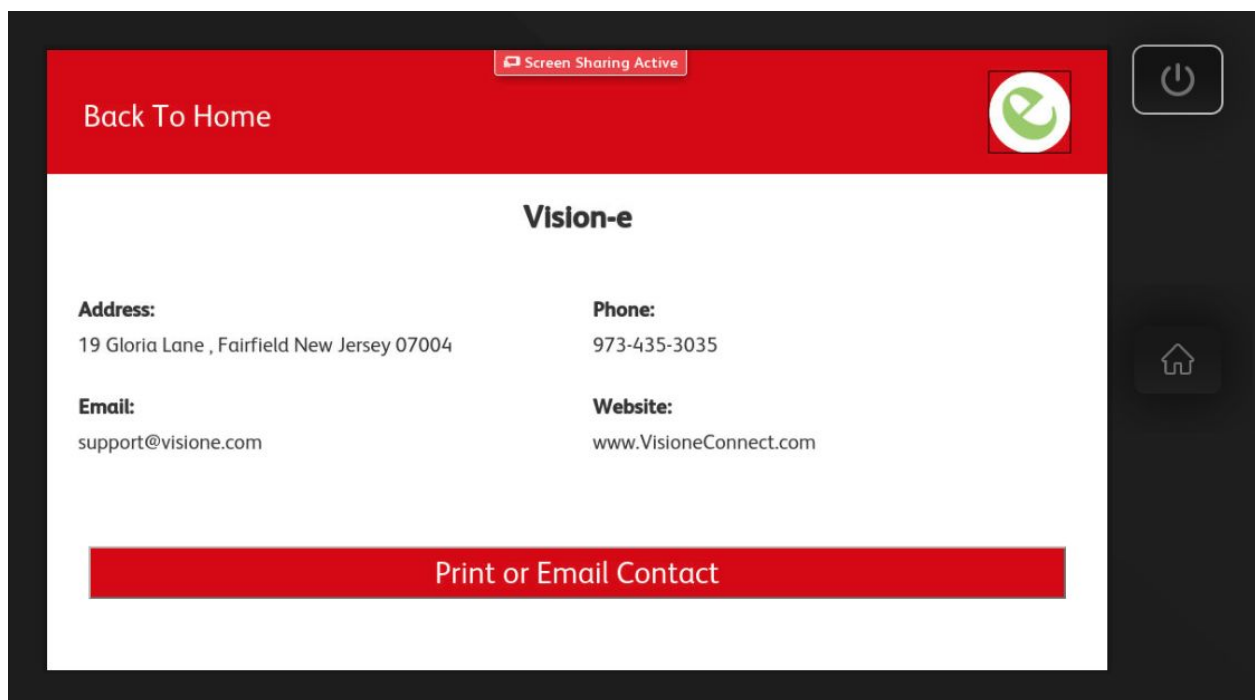 Screen Sharing Active
Back To Home
Vision-e
Address:
19 Gloria Lane , Fairfield New Jersey 07004
Phone:
973-435-3035
Email:
support@visione.com
Website:
www.VisioneConnect.com
Print or Email Contact